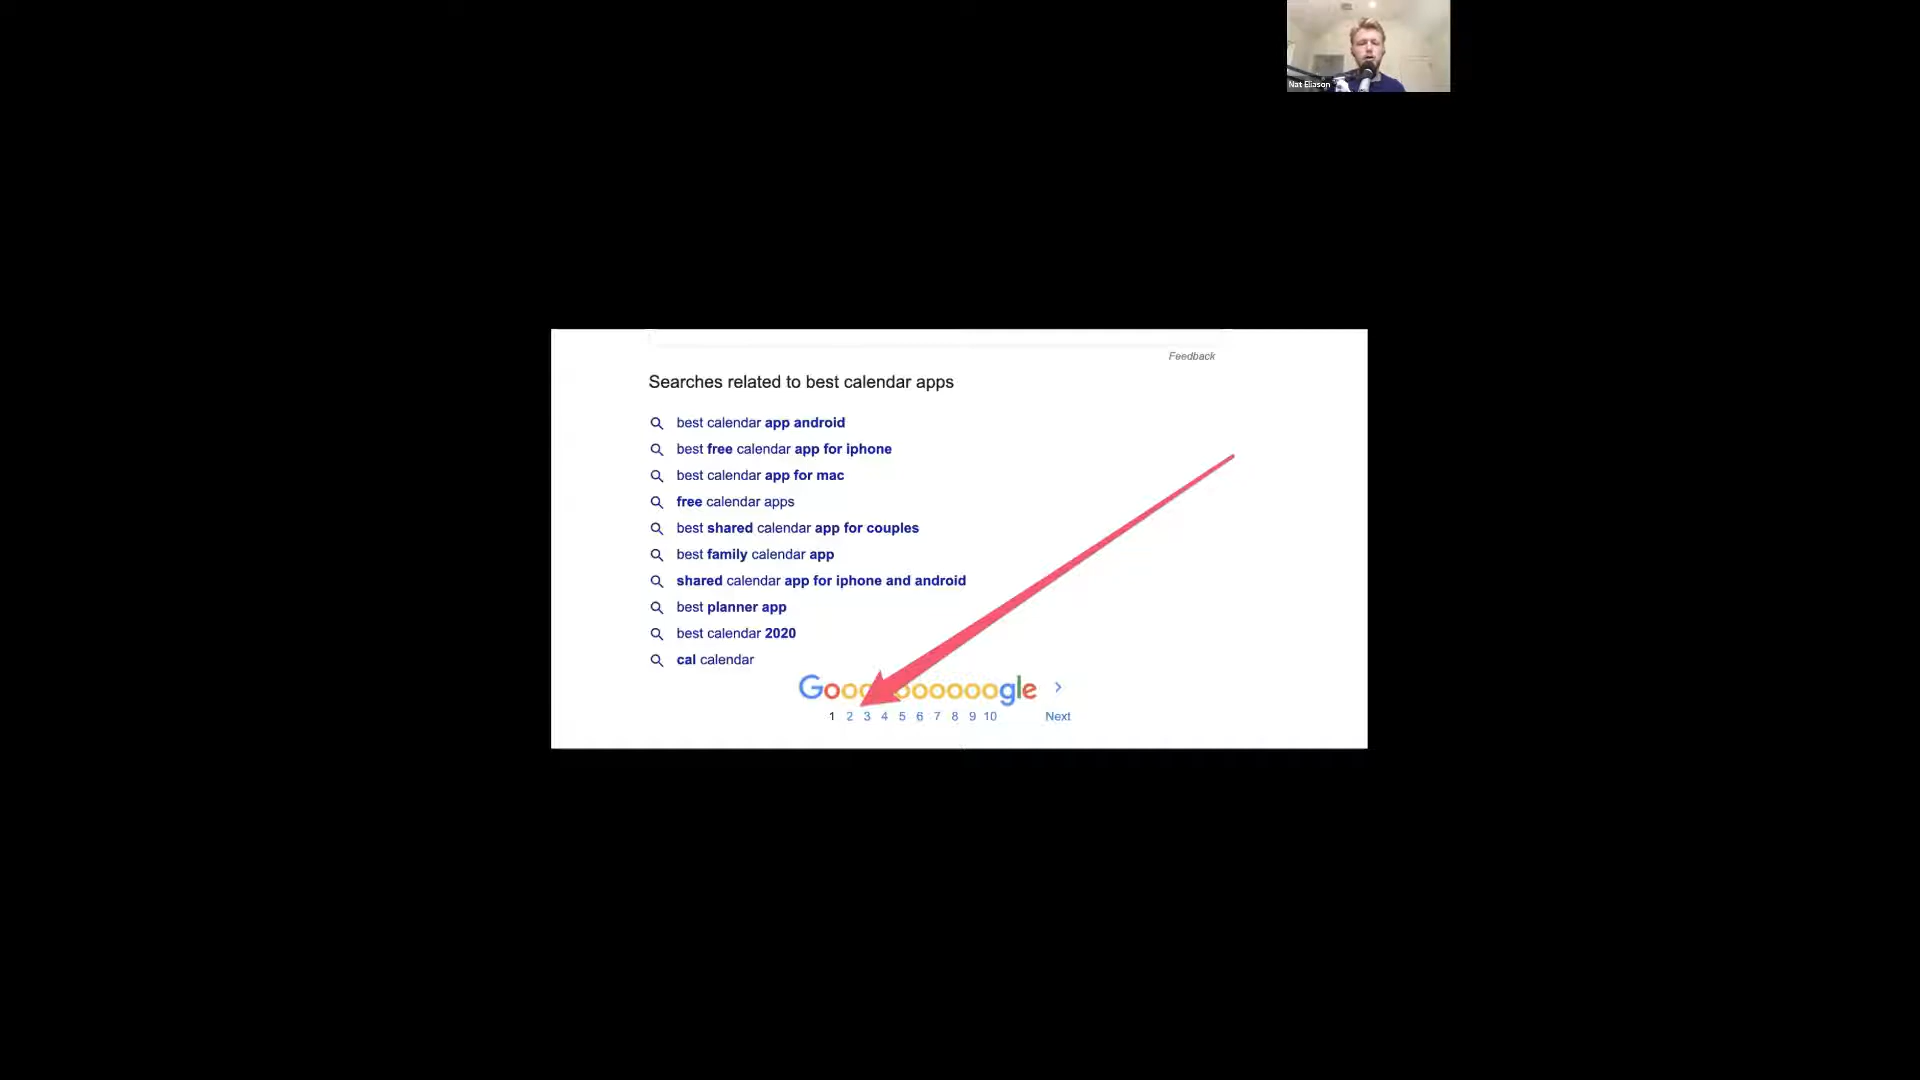 Nat Eliason
Feedback
Searches related to best calendar apps
best calendar app android
best free calendar app for iphone
best calendar app for mac
free calendar apps
best shared calendar app for couples
best family calendar app
shared calendar app for iphone and android
best planner app
best calendar 2020
cal calendar
Gooo oooooogle >
1 2 3 4 5 6 7 8 9 10 Next